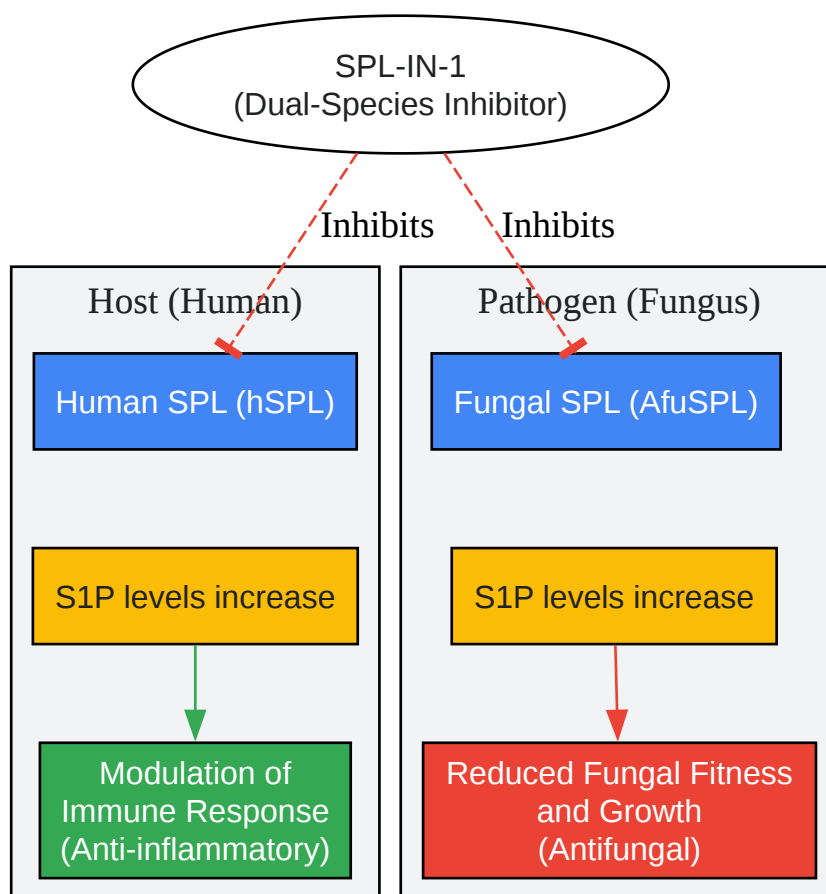 SPL-IN-1
(Dual-Species Inhibitor)
Inhibits
Inhibits
Host (Human)
Human SPL (hSPL)
S1P levels increase
Modulation of
Immune Response
(Anti-inflammatory)
Pathogen (Fungus)
Fungal SPL (AfuSPL)
S1P levels increase
Reduced Fungal Fitness
and Growth
(Antifungal)